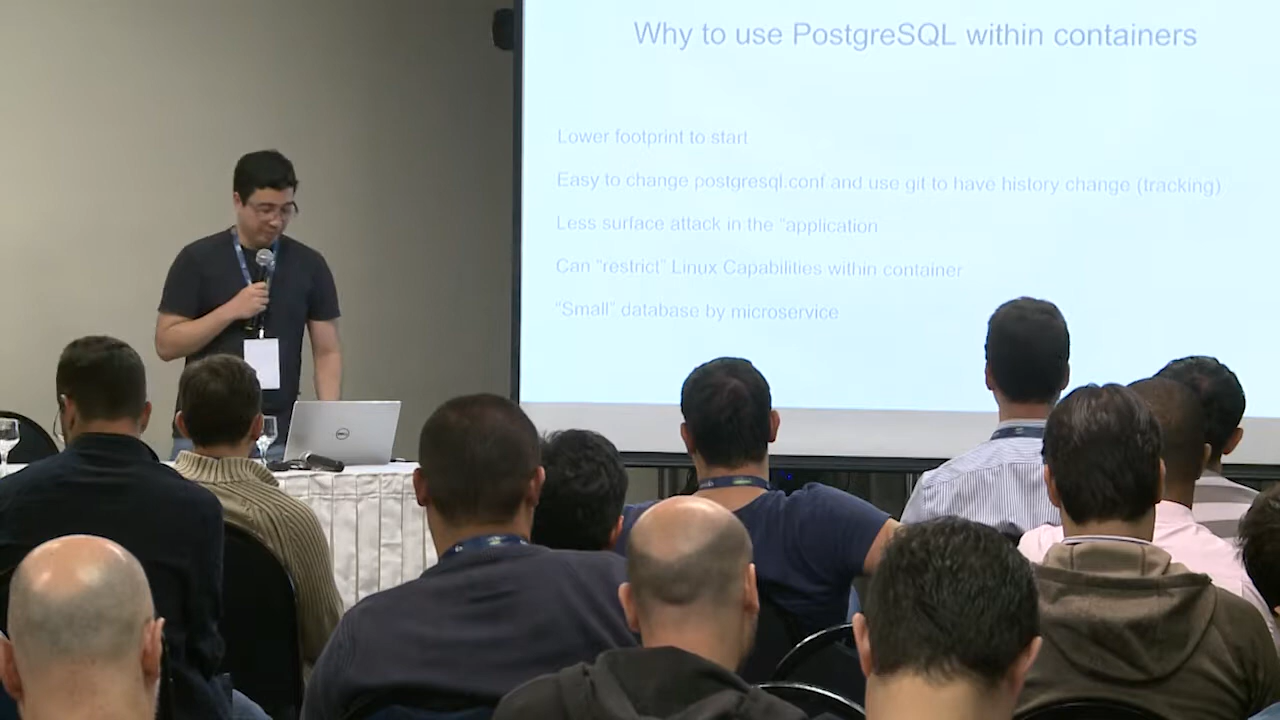 Why to use PostgreSQL within containers
Lower footprint to start
Easy to change postgresql.conf and use git to have history change (tracking)
Less surface attack in the “application
Can “restrict” Linux Capabilities within container
“Small” database by microservice
DELL